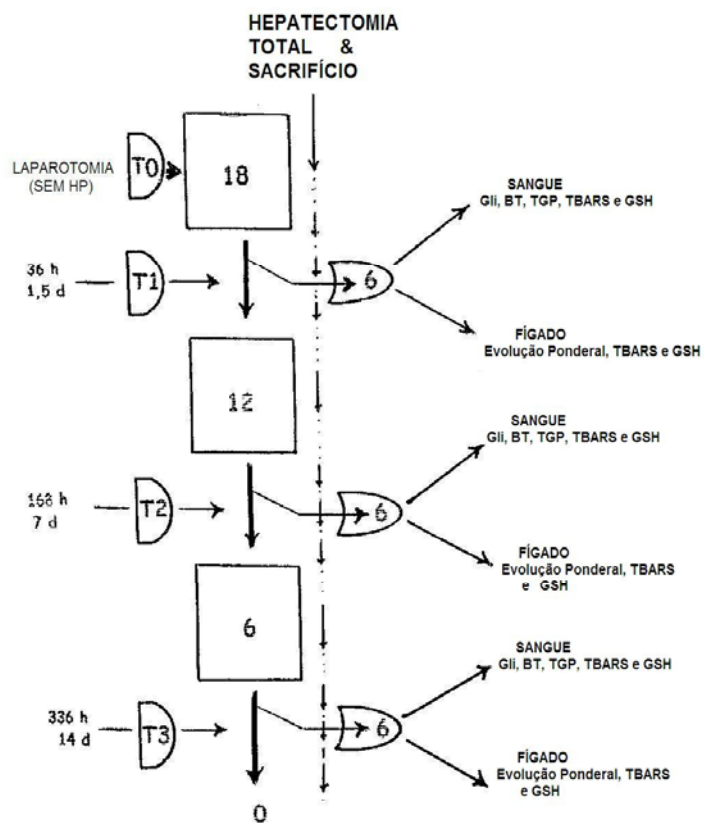 HEPATECTOMIA
TOTAL &
SACRIFÍCIO
LAPAROTOMIA
(SEM HP)
T0
18
SANGUE
Gli, BT, TGP, TBARS e GSH
36 h
1,5 d
T1
6
FÍGADO
Evolução Ponderal, TBARS e GSH
12
SANGUE
Gli, BT, TGP, TBARS e GSH
168 h
7 d
T2
6
FÍGADO
Evolução Ponderal, TBARS
e GSH
6
SANGUE
Gli, BT, TGP, TBARS e GSH
336 h
14 d
T3
6
FÍGADO
Evolução Ponderal, TBARS
e GSH
0